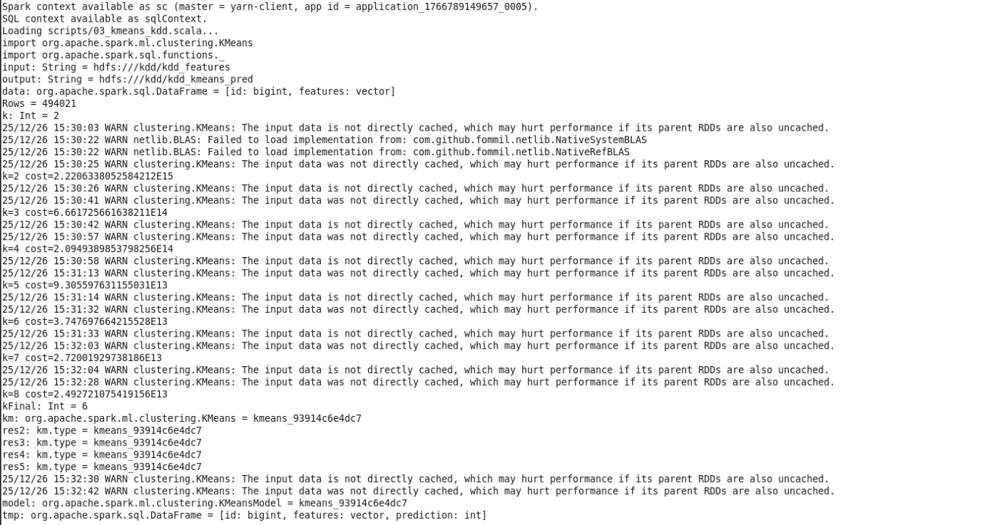 Spark context available as sc (master = yarn-client, app id = application_1766789149657_0005).
SQL context available as sqlContext.
Loading scripts/03_kmeans_kdd.scala...
import org.apache.spark.ml.clustering.KMeans
import org.apache.spark.sql.functions._
input: String = hdfs:///kdd/kdd_features
output: String = hdfs:///kdd/kdd_kmeans_pred
data: org.apache.spark.sql.DataFrame = [id: bigint, features: vector]
Rows = 494021
k: Int = 2
25/12/26 15:30:03 WARN clustering.KMeans: The input data is not directly cached, which may hurt performance if its parent RDDs are also uncached.
25/12/26 15:30:22 WARN netlib.BLAS: Failed to load implementation from: com.github.fommil.netlib.NativeSystemBLAS
25/12/26 15:30:22 WARN netlib.BLAS: Failed to load implementation from: com.github.fommil.netlib.NativeRefBLAS
25/12/26 15:30:25 WARN clustering.KMeans: The input data was not directly cached, which may hurt performance if its parent RDDs are also uncached.
k=2 cost=2.2206338052584212E15
25/12/26 15:30:26 WARN clustering.KMeans: The input data is not directly cached, which may hurt performance if its parent RDDs are also uncached.
25/12/26 15:30:41 WARN clustering.KMeans: The input data was not directly cached, which may hurt performance if its parent RDDs are also uncached.
k=3 cost=6.661725661638211E14
25/12/26 15:30:42 WARN clustering.KMeans: The input data is not directly cached, which may hurt performance if its parent RDDs are also uncached.
25/12/26 15:30:57 WARN clustering.KMeans: The input data was not directly cached, which may hurt performance if its parent RDDs are also uncached.
k=4 cost=2.0949389853798256E14
25/12/26 15:30:58 WARN clustering.KMeans: The input data is not directly cached, which may hurt performance if its parent RDDs are also uncached.
25/12/26 15:31:13 WARN clustering.KMeans: The input data was not directly cached, which may hurt performance if its parent RDDs are also uncached.
k=5 cost=9.305597631155031E13
25/12/26 15:31:14 WARN clustering.KMeans: The input data is not directly cached, which may hurt performance if its parent RDDs are also uncached.
25/12/26 15:31:32 WARN clustering.KMeans: The input data was not directly cached, which may hurt performance if its parent RDDs are also uncached.
k=6 cost=3.747697664215528E13
25/12/26 15:31:33 WARN clustering.KMeans: The input data is not directly cached, which may hurt performance if its parent RDDs are also uncached.
25/12/26 15:32:03 WARN clustering.KMeans: The input data was not directly cached, which may hurt performance if its parent RDDs are also uncached.
k=7 cost=2.72001929738186E13
25/12/26 15:32:04 WARN clustering.KMeans: The input data is not directly cached, which may hurt performance if its parent RDDs are also uncached.
25/12/26 15:32:28 WARN clustering.KMeans: The input data was not directly cached, which may hurt performance if its parent RDDs are also uncached.
k=8 cost=2.492721075419156E13
kFinal: Int = 6
km: org.apache.spark.ml.clustering.KMeans = kmeans_93914c6e4dc7
res2: km.type = kmeans_93914c6e4dc7
res3: km.type = kmeans_93914c6e4dc7
res4: km.type = kmeans_93914c6e4dc7
res5: km.type = kmeans_93914c6e4dc7
25/12/26 15:32:30 WARN clustering.KMeans: The input data is not directly cached, which may hurt performance if its parent RDDs are also uncached.
25/12/26 15:32:42 WARN clustering.KMeans: The input data was not directly cached, which may hurt performance if its parent RDDs are also uncached.
model: org.apache.spark.ml.clustering.KMeansModel = kmeans_93914c6e4dc7
tmp: org.apache.spark.sql.DataFrame = [id: bigint, features: vector, prediction: int]